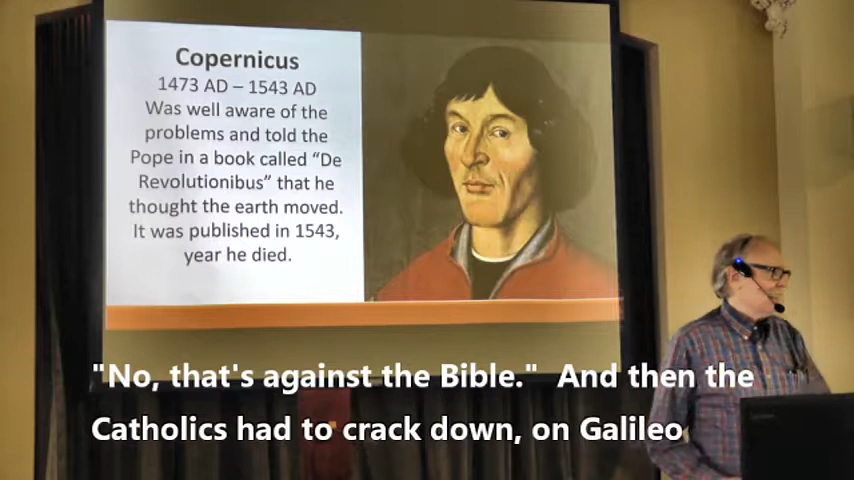 Copernicus
1473 AD – 1543 AD
Was well aware of the
problems and told the
Pope in a book called “De
Revolutionibus” that he
thought the earth moved.
It was published in 1543,
year he died.
"No, that's against the Bible." And then the
Catholics had to crack down, on Galileo